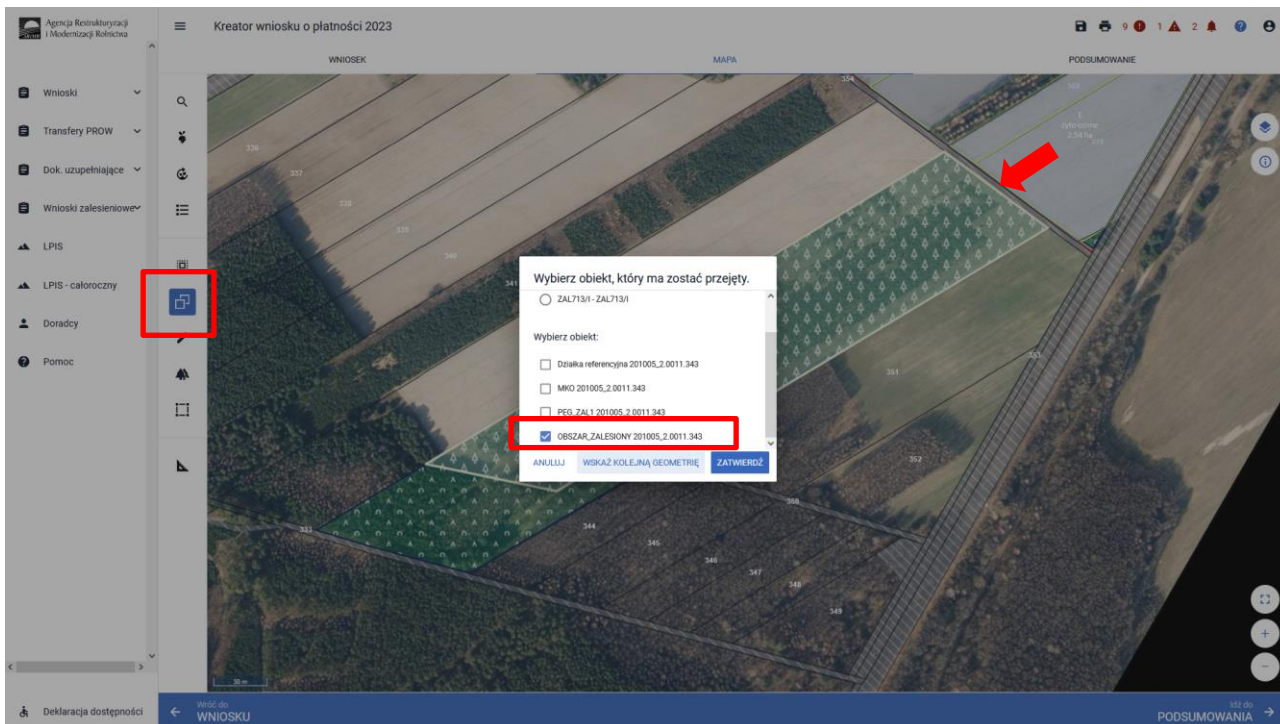 Agencja Restrukturyzacji
i Modernizacji Rolnictwa
Kreator wniosku o płatności 2023
9
1
2
WNIOSEK
MAPA
PODSUMOWANIE
Wnioski
Transfery PROW
Dok. uzupełniające
Wnioski zalesieniowe
LPIS
LPIS - całoroczny
Doradcy
Pomoc
354
336
337
338
339
340
341
351
353
352
350
333
344
345
346
347
348
349
Wybierz obiekt, który ma zostać przejęty.
ZAL713/I - ZAL713/I
Wybierz obiekt:
Działka referencyjna 201005_2.0011.343
MKO 201005_2.0011.343
PEG_ZAL1 201005_2.0011.343
OBSZAR_ZALESIONY 201005_2.0011.343
ANULUJ WSKAŻ KOLEJNĄ GEOMETRIĘ ZATWIERDŹ
50 m
Deklaracja dostępności
Wróć do
WNIOSKU
Idź do
PODSUMOWANIA